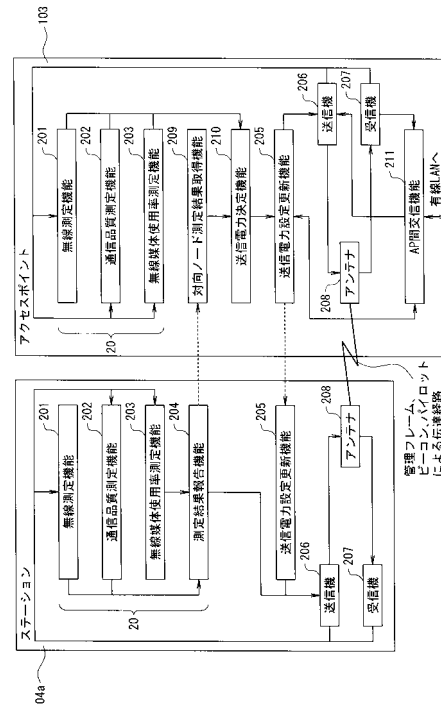 アクセスポイント
103
201
無線測定機能
202
通信品質測定機能
203
無線媒体使用率測定機能
20
209
対向ノード測定結果取得機能
210
送信電力決定機能
205
送信電力設定更新機能
206
送信機
207
受信機
208
アンテナ
211
AP間交信機能
有線LANへ
ステーション
04a
201
無線測定機能
202
通信品質測定機能
203
無線媒体使用率測定機能
204
測定結果報告機能
20
205
送信電力設定更新機能
206
送信機
207
受信機
208
アンテナ
管理フレーム、
ビーコン、パイロット
による伝達経路